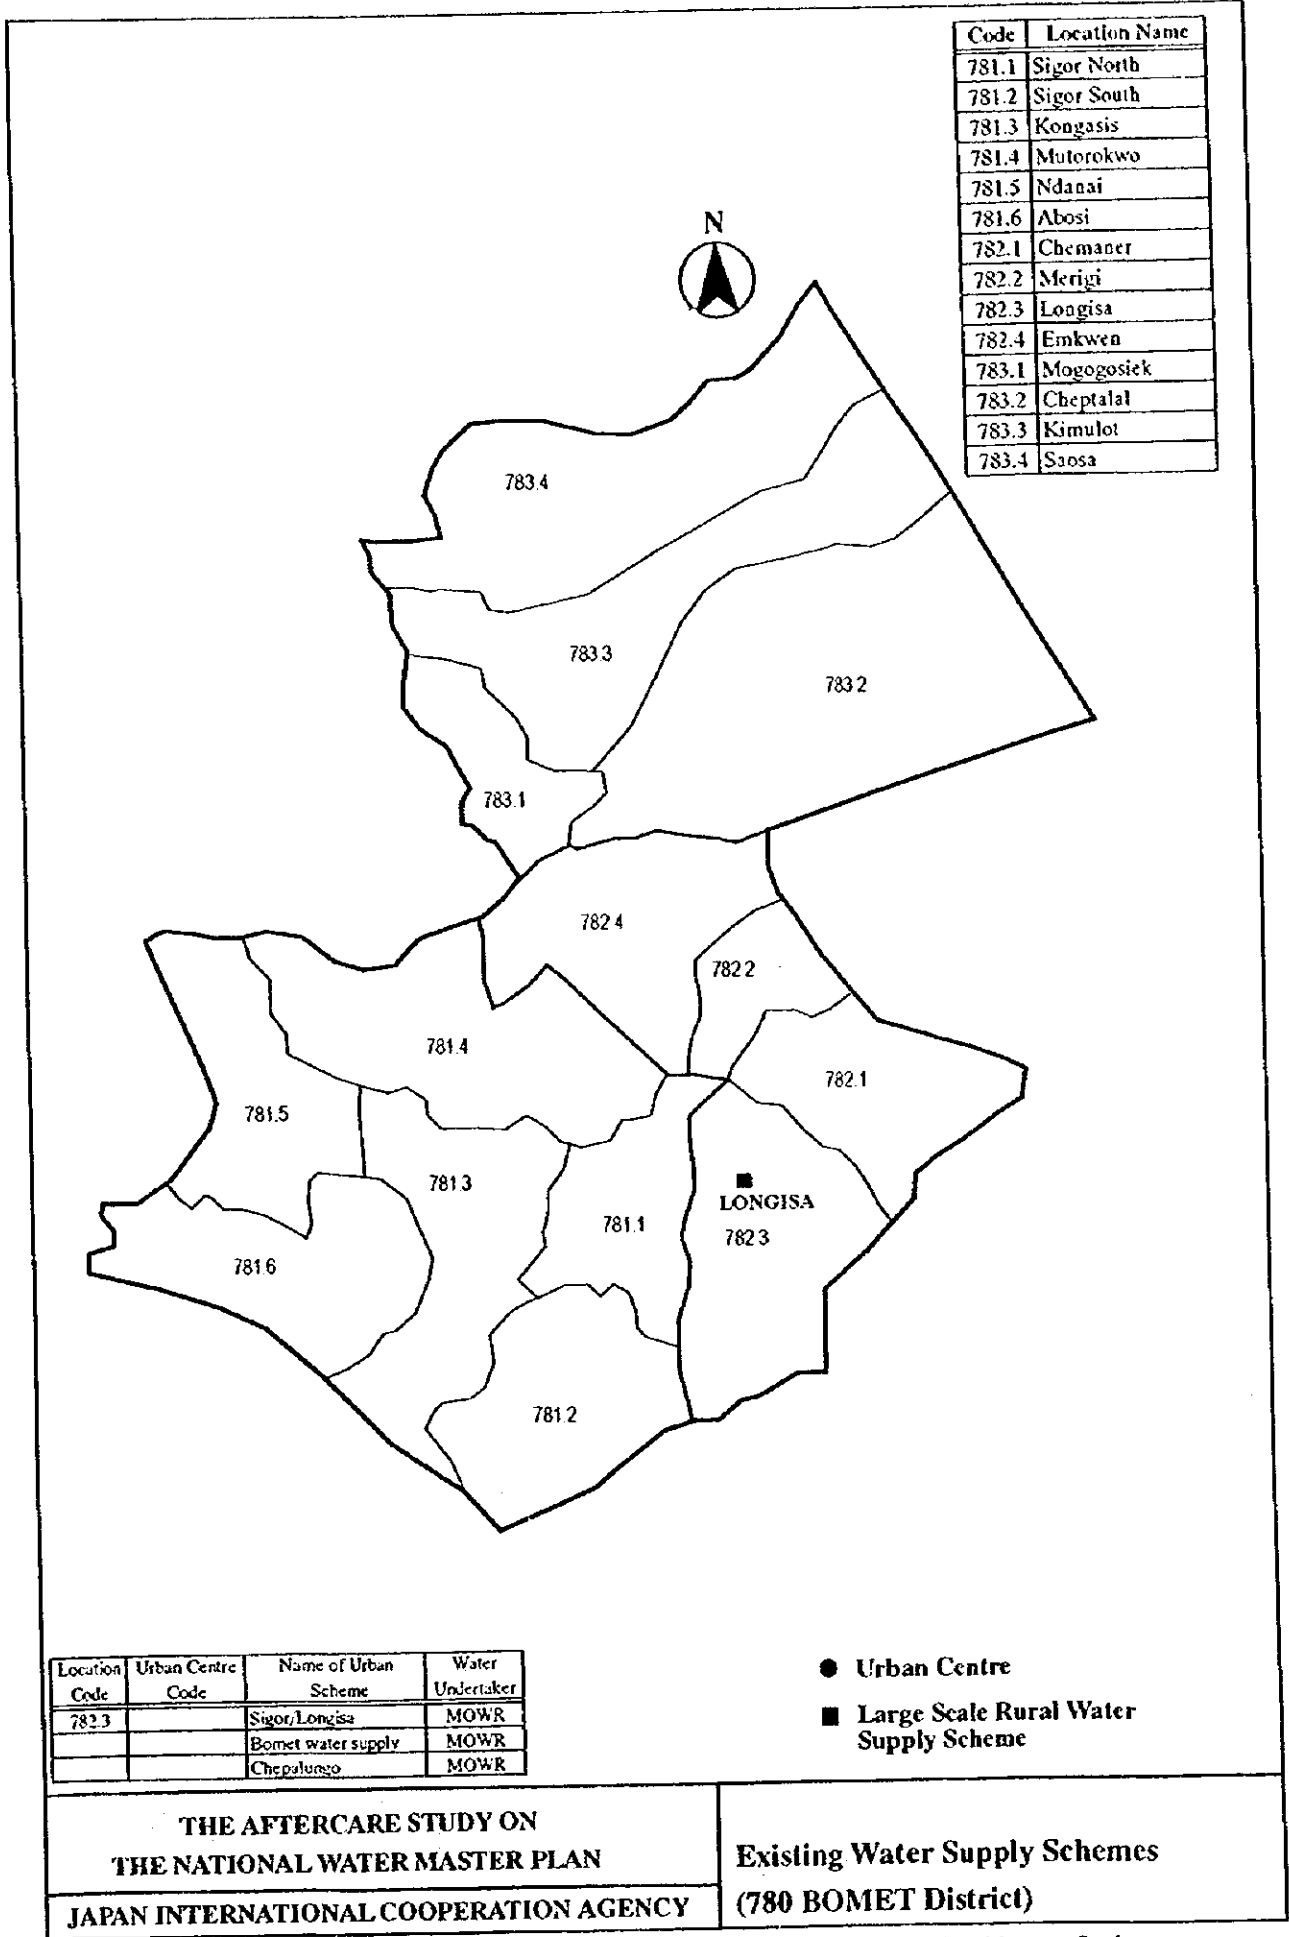 Code Location Name
781.1 Sigor North
781.2 Sigor South
781.3 Kongasis
781.4 Mutorokwo
781.5 Ndanai
781.6 Abosi
782.1 Chemaner
782.2 Merigi
782.3 Longisa
782.4 Emkwen
783.1 Mogogosiek
783.2 Cheptalal
783.3 Kimulot
783.4 Saosa
N
783.4
783.3
783 2
783.1
782 4
782 2
781.4
782.1
781.5
781.3
LONGISA
781.1
782 3
781.6
781.2
Location Code Urban Centre Code Name of Urban Scheme Water Undertaker
782.3 Sigor/Longisa MOWR
Bomet water supply MOWR
Chepalungo MOWR
Urban Centre
Large Scale Rural Water
Supply Scheme
THE AFTERCARE STUDY ON
THE NATIONAL WATER MASTER PLAN
JAPAN INTERNATIONAL COOPERATION AGENCY
Existing Water Supply Schemes
(780 BOMET District)